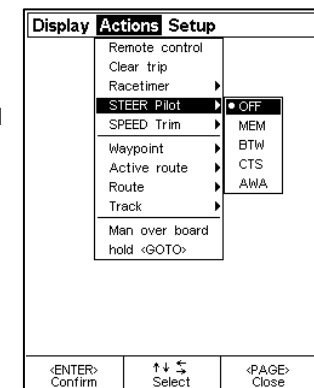 Display Actions Setup
Remote control
Clear trip
Racetimer
STEER Pilot
OFF
SPEED Trim
MEM
BTW
Waypoint
CTS
Active route
AWA
Route
Track
Man over board
hold <GOTO>
<ENTER> <PAGE>
Confirm Select Close